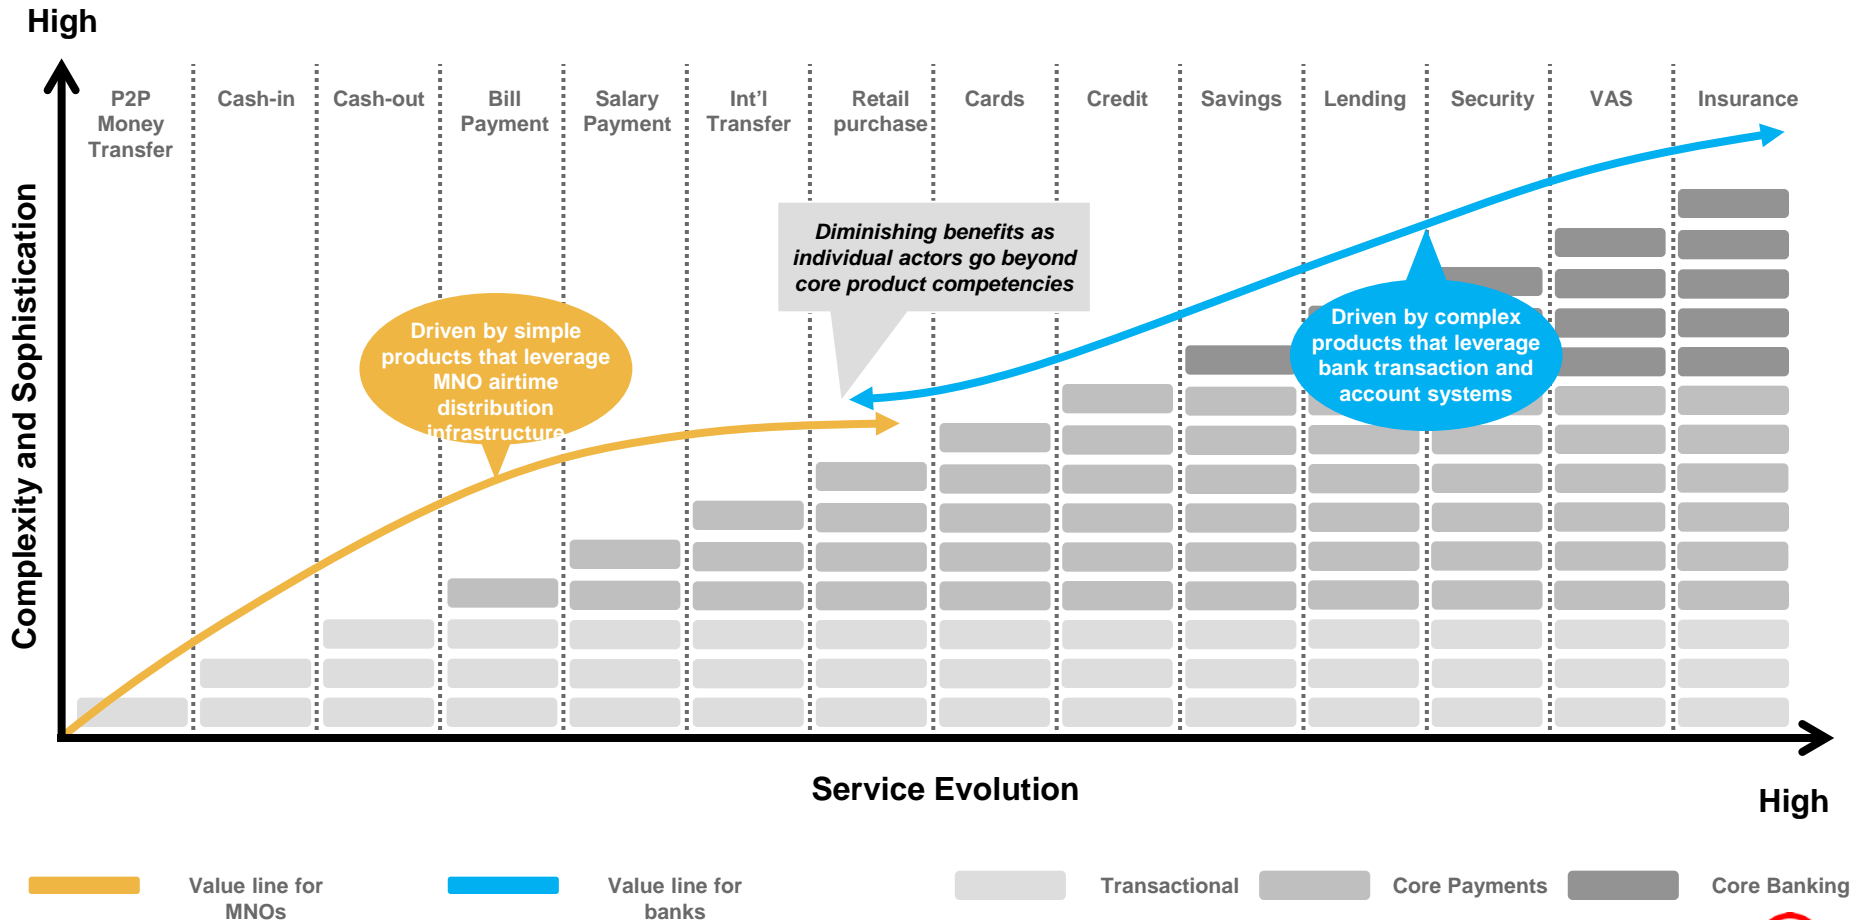 High
P2P
Money
Transfer
Cash-in
Cash-out
Bill
Payment
Salary
Payment
Int'l
Transfer
Retail
purchase
Cards
Credit
Savings
Lending
Security
VAS
Insurance
Complexity and Sophistication
Diminishing benefits as
individual actors go beyond
core product competencies
Driven by simple
products that leverage
MNO airtime
distribution
infrastructure
Driven by complex
products that leverage
bank transaction and
account systems
Service Evolution
High
Value line for
MNOs
Value line for
banks
Transactional
Core Payments
Core Banking